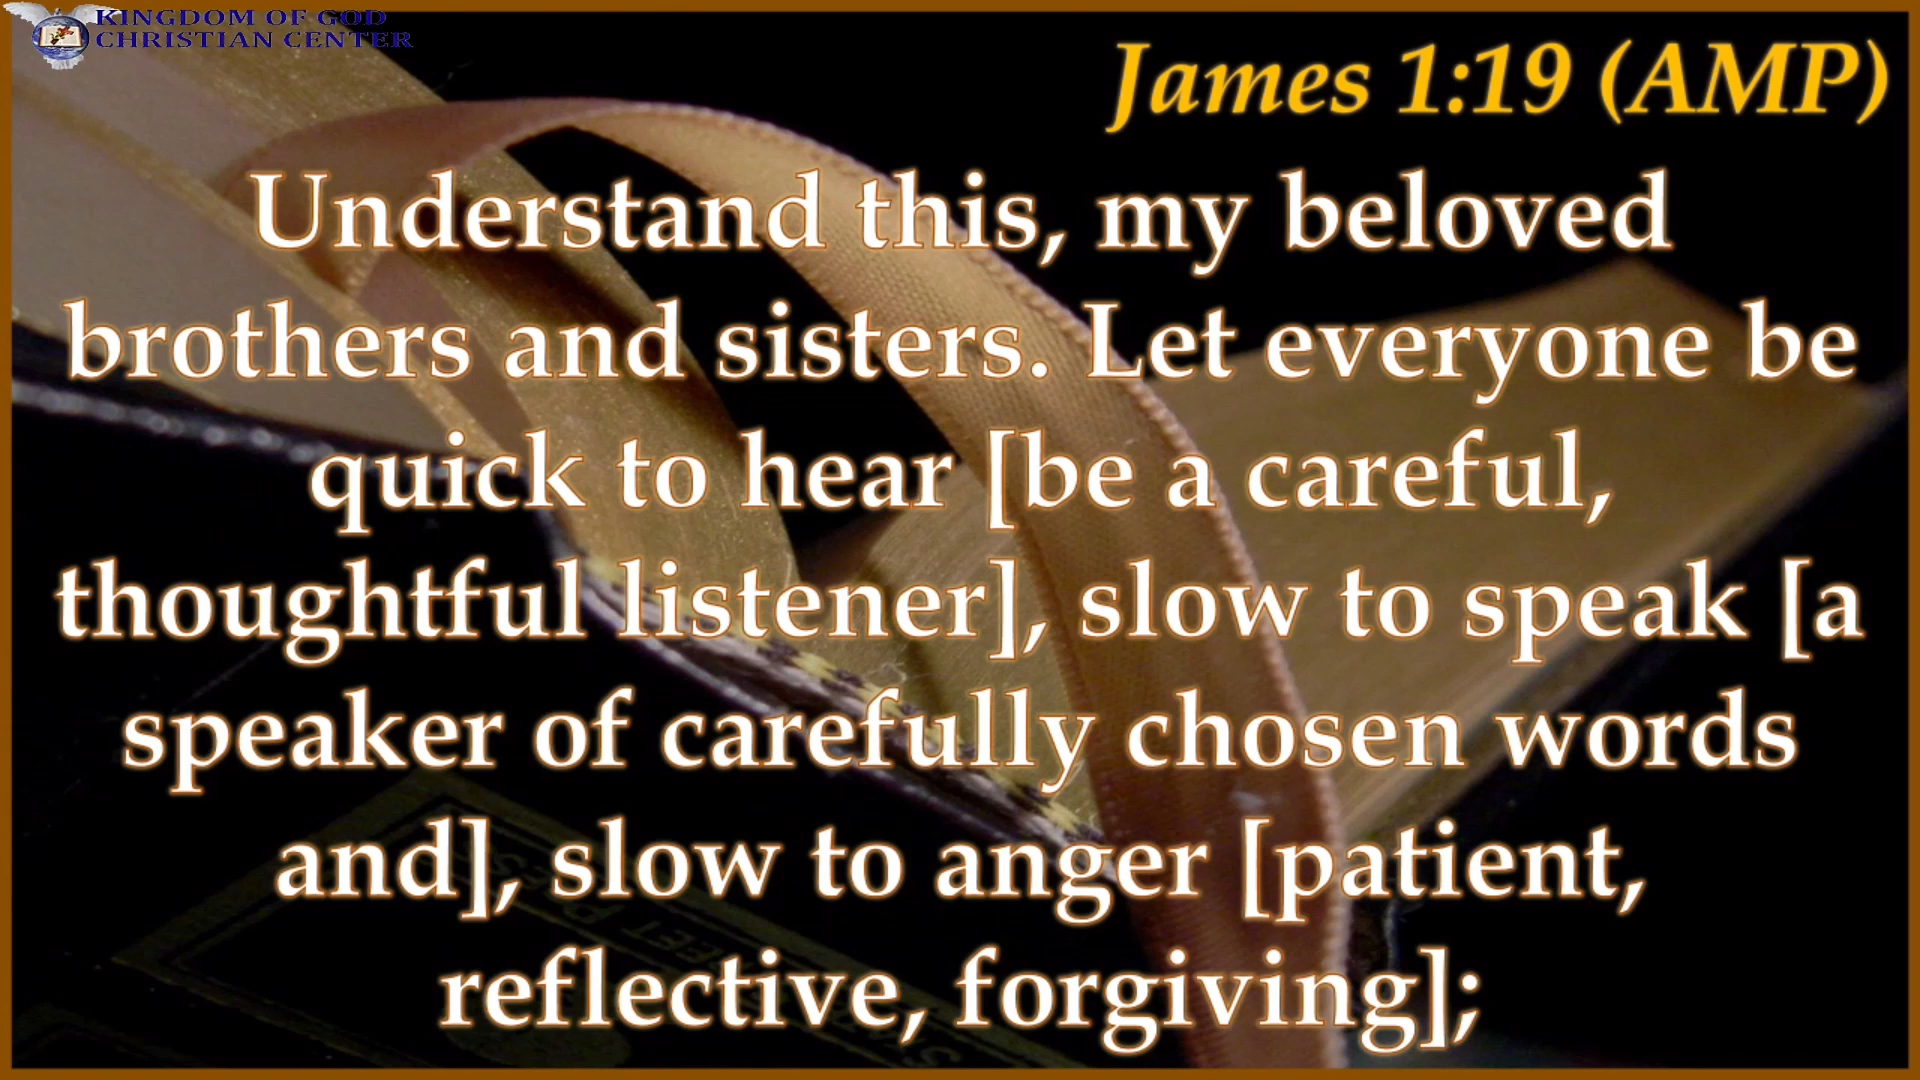 KINGDOM OF GOD
CHRISTIAN CENTER
James 1:19 (AMP)
Understand this, my beloved
brothers and sisters. Let everyone be
quick to hear [be a careful,
thoughtful listener], slow to speak [a
speaker of carefully chosen words
and], slow to anger [patient,
reflective, forgiving];